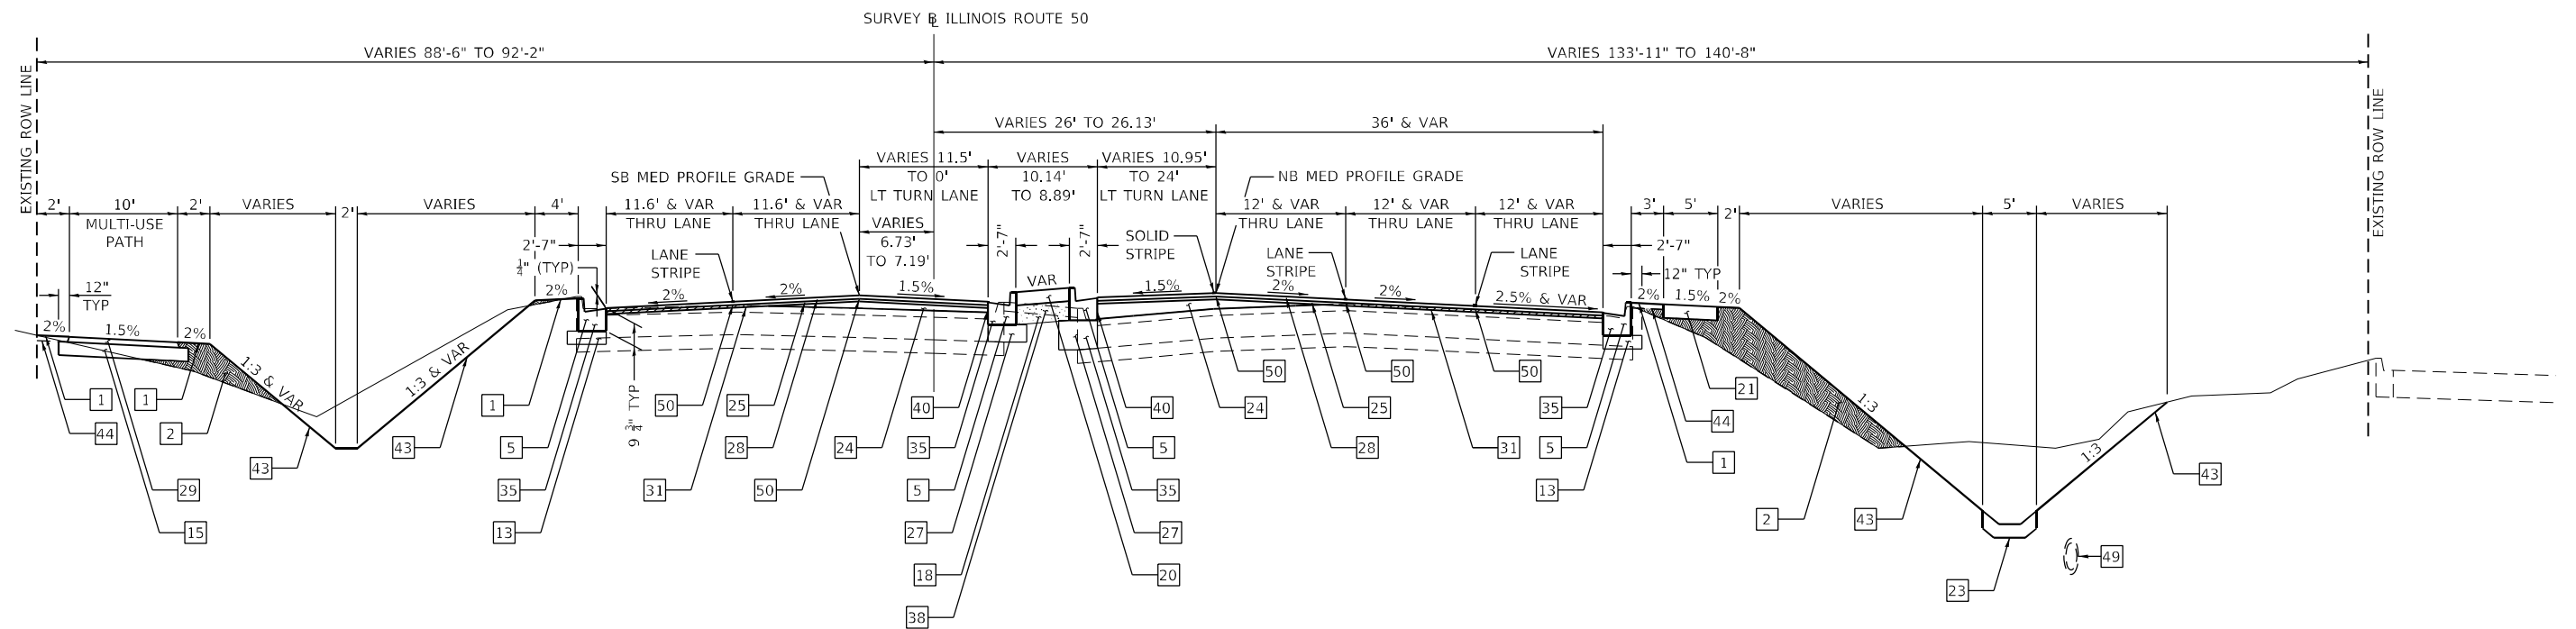 SURVEY ILLINOIS ROUTE 50
VARIES 88'-6" TO 92'-2"
VARIES 133'-11" TO 140'-8"
EXISTING ROW LINE
EXISTING ROW LINE
VARIES 26' TO 26.13'
36' & VAR
VARIES 11.5'
TO 0'
LT TURN LANE
VARIES
10.14'
TO 8.89'
VARIES 10.95'
TO 24'
LT TURN LANE
SB MED PROFILE GRADE
NB MED PROFILE GRADE
2'
10'
MULTI-USE
PATH
2'
VARIES
2'
VARIES
4'
11.6' & VAR
THRU LANE
11.6' & VAR
THRU LANE
VARIES
6.73'
TO 7.19'
12' & VAR
THRU LANE
12' & VAR
THRU LANE
12' & VAR
THRU LANE
3'
5'
2'
VARIES
5'
VARIES
2'-7"
2'-7"
2'-7"
2'-7"
1/4" (TYP)
LANE
STRIPE
SOLID
STRIPE
LANE
STRIPE
LANE
STRIPE
12"
TYP
12" TYP
VAR
2%
1.5%
2%
2%
2%
2%
1.5%
1.5%
2%
2%
2.5% & VAR
2%
1.5%
2%
1:3 & VAR
1:3 & VAR
1:3
1:3
9 3/4" TYP
1
1
44
2
43
29
15
43
1
5
35
13
50
25
28
31
50
24
40
35
5
27
18
38
40
5
35
27
20
50
24
50
25
28
50
31
35
5
13
21
44
1
2
43
43
49
23